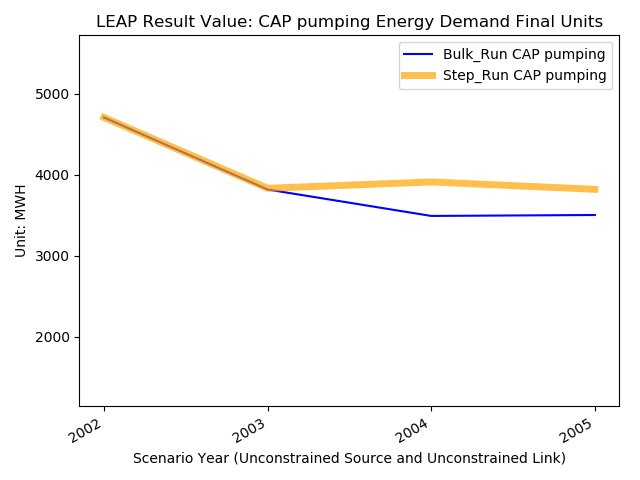 LEAP Result Value: CAP pumping Energy Demand Final Units
Bulk_Run CAP pumping
Step_Run CAP pumping
Unit: MWH
5000
4000
3000
2000
2002
2003
2004
2005
Scenario Year (Unconstrained Source and Unconstrained Link)